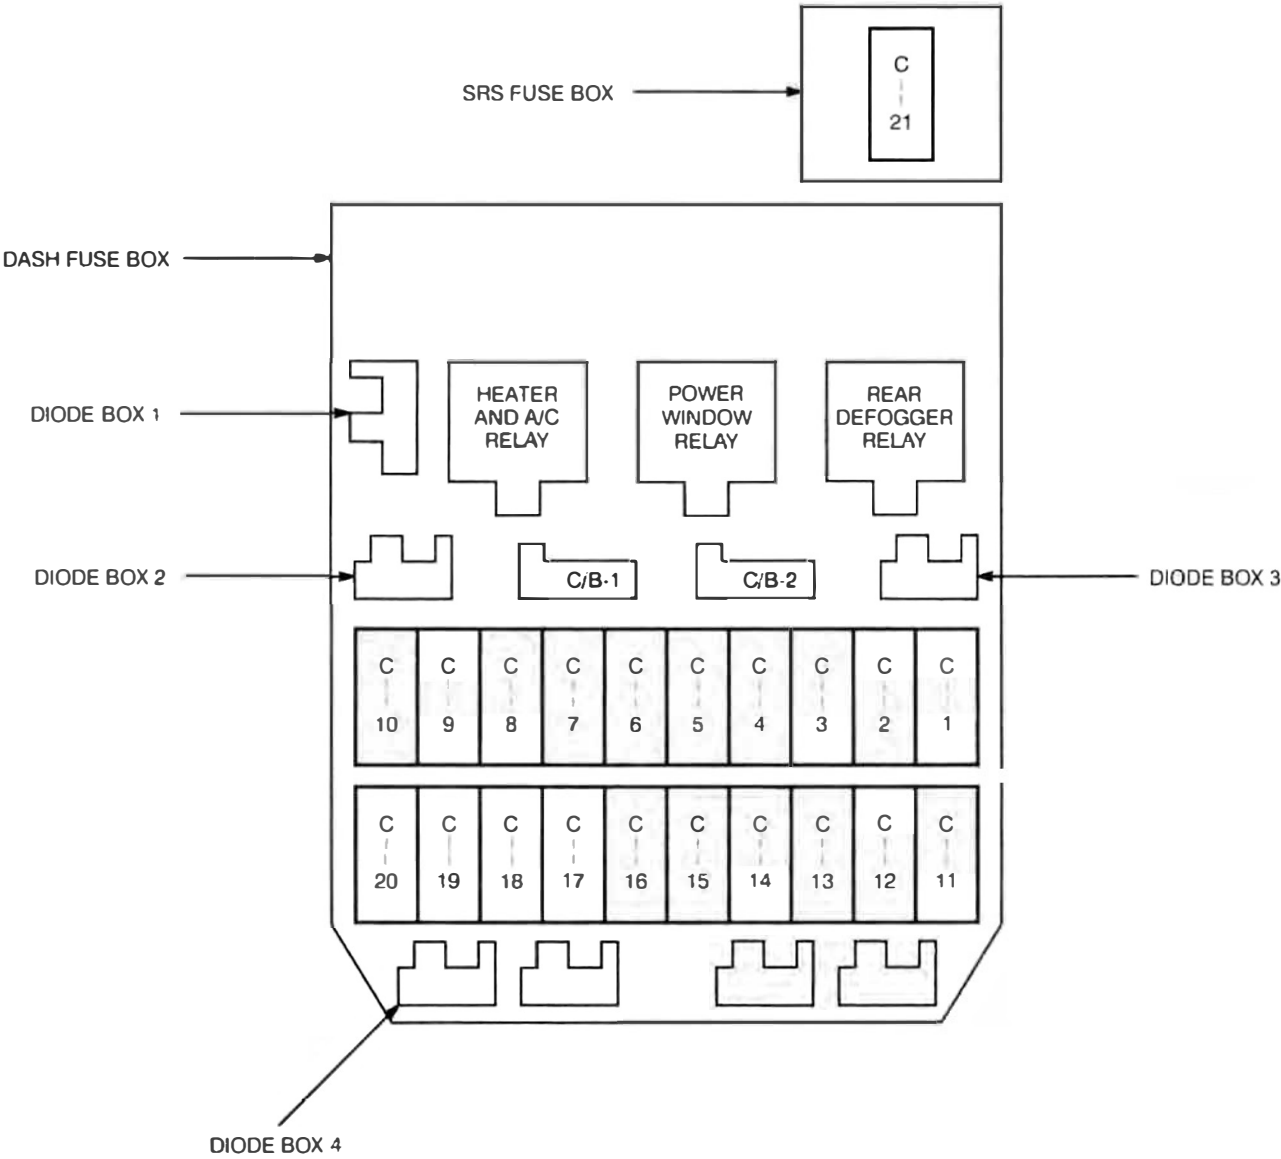 C
21
SRS FUSE BOX
DASH FUSE BOX
DIODE BOX 1
HEATER
AND A/C
RELAY
POWER
WINDOW
RELAY
REAR
DEFOGGER
RELAY
DIODE BOX 2
C/B-1
C/B-2
DIODE BOX 3
C C C C C C C C C C
10 9 8 7 6 5 4 3 2 1
C C C C C C C C C C
20 19 18 17 16 15 14 13 12 11
DIODE BOX 4